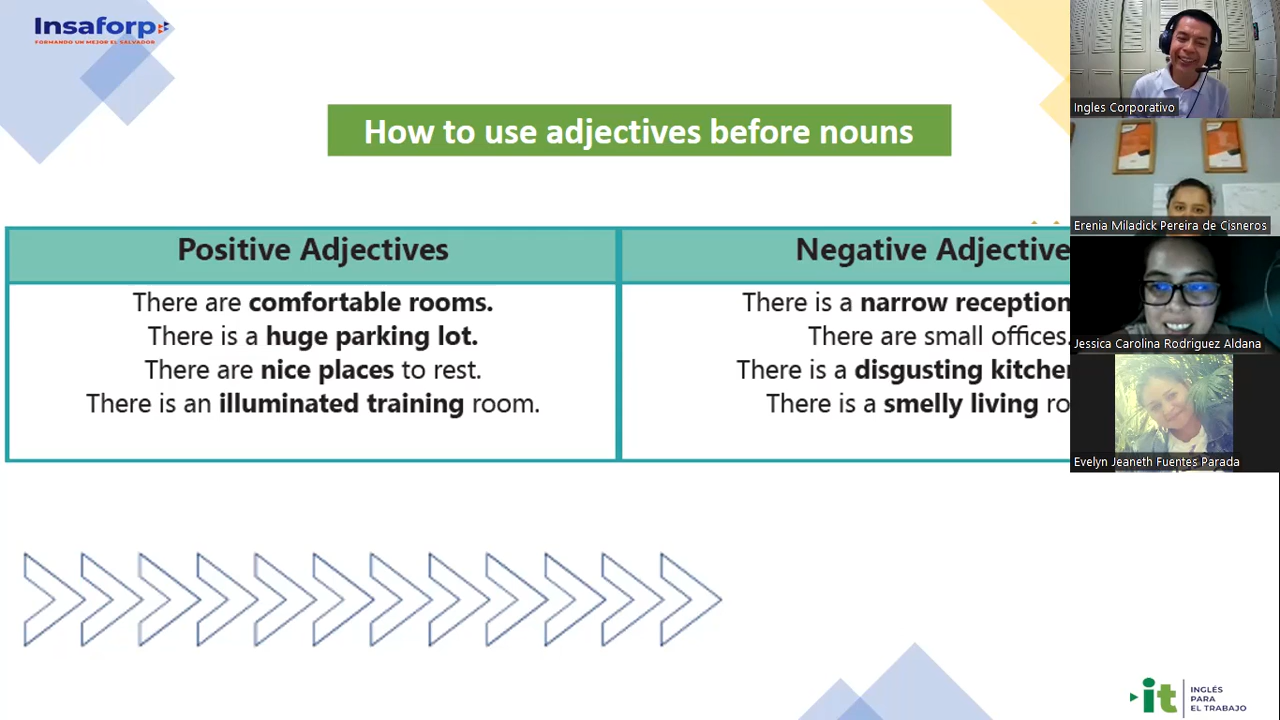 Insaforp
FORMANDO UN MEJOR EL SALVADOR
How to use adjectives before nouns
Positive Adjectives
There are comfortable rooms.
There is a huge parking lot.
There are nice places to rest.
There is an illuminated training room.
Negative Adjective
There is a narrow reception
There are small offices.
There is a disgusting kitchen
There is a smelly living ro
Ingles Corporativo
Erenia Miladick Pereira de Cisneros
Jessica Carolina Rodriguez Aldana
Evelyn Jeaneth Fuentes Parada
it
INGLÉS
PARA
EL TRABAJO